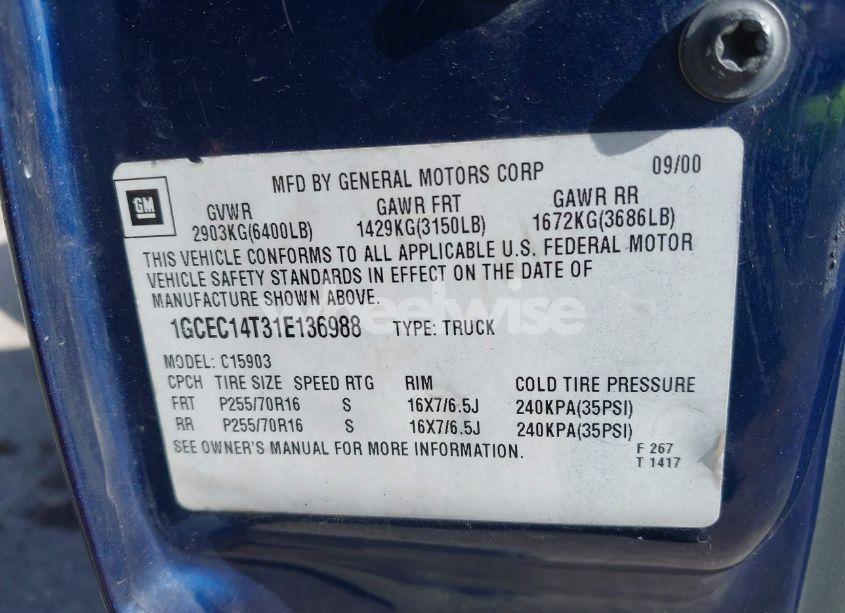 MFD BY GENERAL MOTORS CORP 09/00
GM
GVWR GAWR FRT GAWR RR
2903KG(6400LB) 1429KG(3150LB) 1672KG(3686LB)
THIS VEHICLE CONFORMS TO ALL APPLICABLE U.S. FEDERAL MOTOR
VEHICLE SAFETY STANDARDS IN EFFECT ON THE DATE OF
MANUFACTURE SHOWN ABOVE.
wheelwise
1GCEC14T31E136988 TYPE: TRUCK
MODEL: C15903
CPCH TIRE SIZE SPEED RTG RIM COLD TIRE PRESSURE
FRT P255/70R16 S 16X7/6.5J 240KPA(35PSI)
RR P255/70R16 S 16X7/6.5J 240KPA(35PSI)
SEE OWNER'S MANUAL FOR MORE INFORMATION.
F 267
T 1417